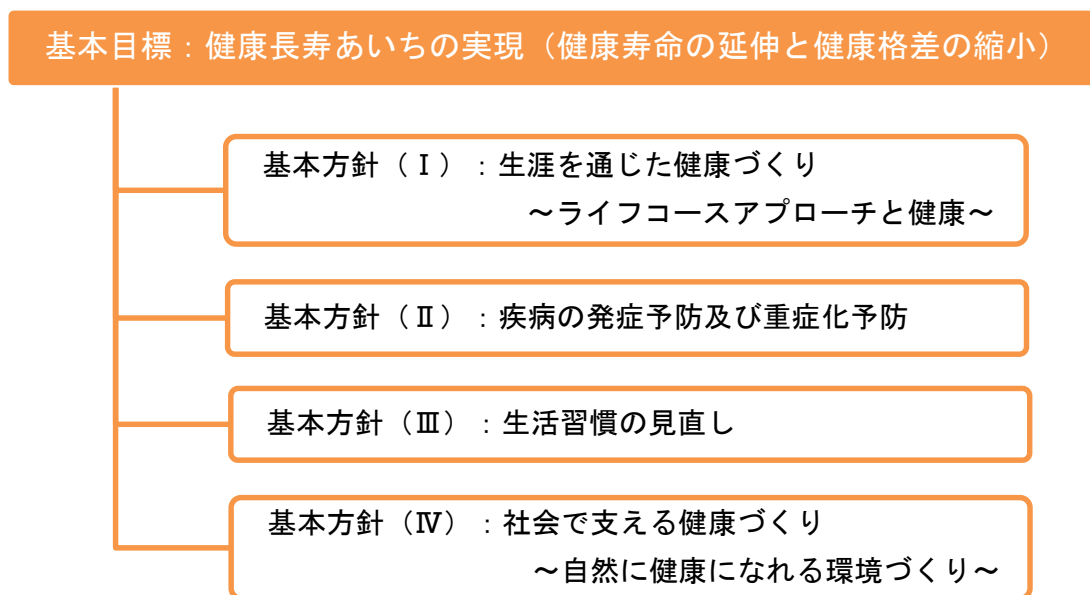 基本目標：健康長寿あいちの実現（健康寿命の延伸と健康格差の縮小）
基本方針（Ⅰ）：生涯を通じた健康づくり
～ライフコースアプローチと健康～
基本方針（Ⅱ）：疾病の発症予防及び重症化予防
基本方針（Ⅲ）：生活習慣の見直し
基本方針（Ⅳ）：社会で支える健康づくり
～自然に健康になれる環境づくり～